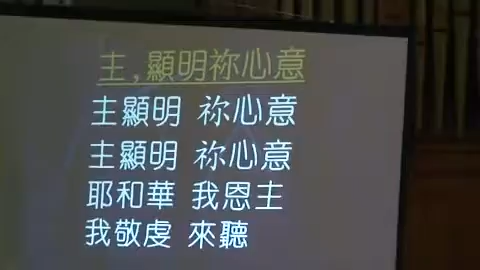 主,顯明祢心意
主顯明 祢心意
主顯明 祢心意
耶和華 我恩主
我敬虔 來聽